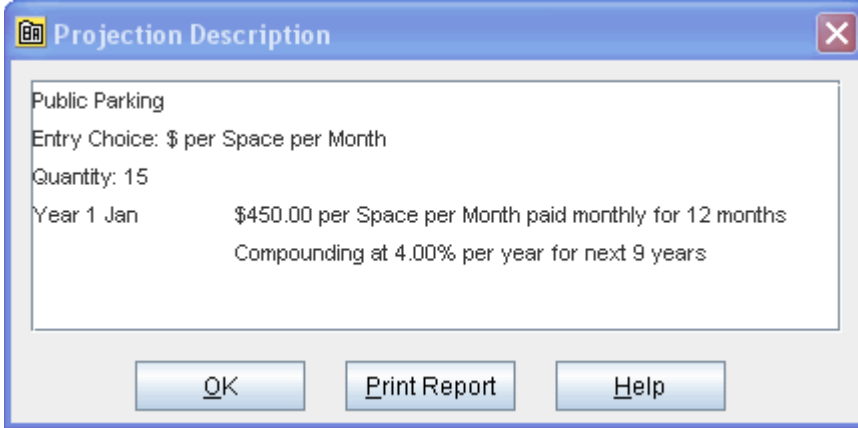 Projection Description
Public Parking
Entry Choice: $ per Space per Month
Quantity: 15
Year 1 Jan $450.00 per Space per Month paid monthly for 12 months
Compounding at 4.00% per year for next 9 years
OK Print Report Help